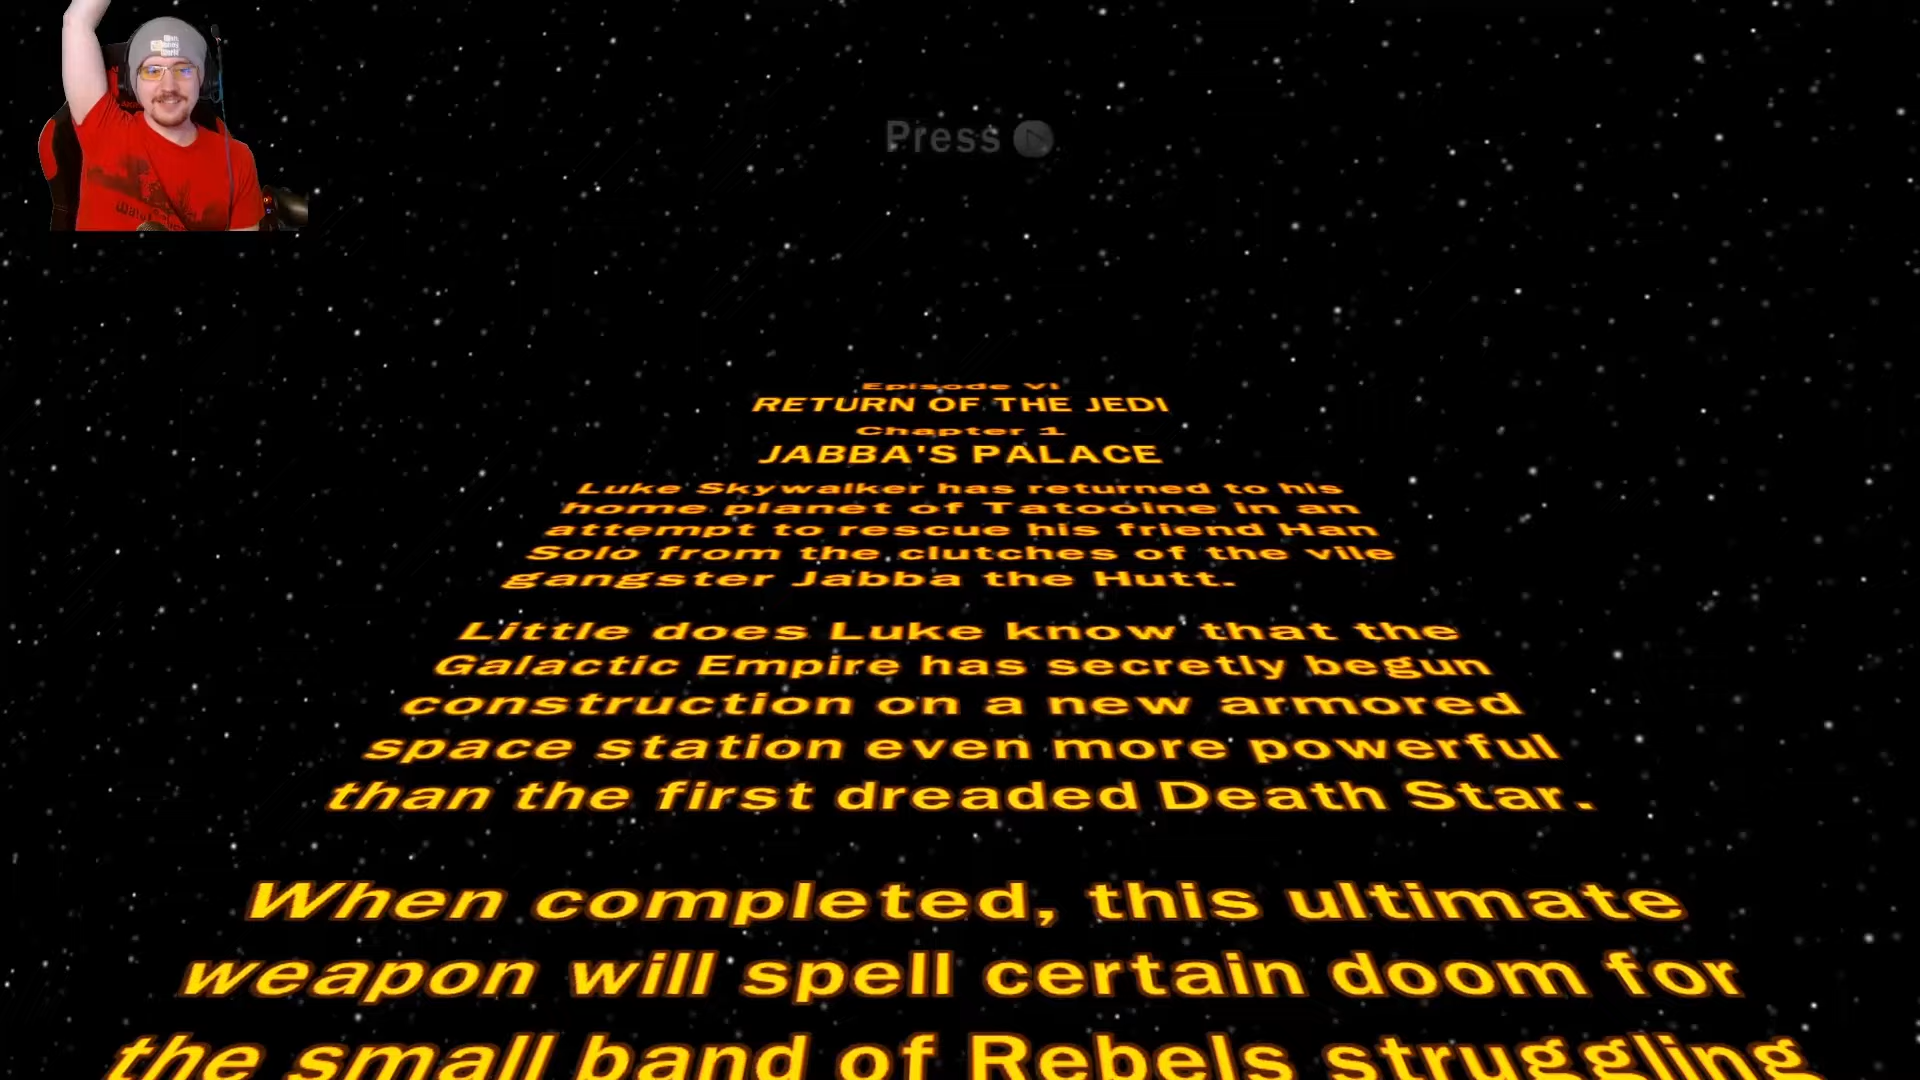 Press
Episode VI
RETURN OF THE JEDI
Chapter 1
JABBA'S PALACE
Luke Skywalker has returned to his
home planet of Tatooine in an
attempt to rescue his friend Han
Solo from the clutches of the vile
gangster Jabba the Hutt.
Little does Luke know that the
Galactic Empire has secretly begun
construction on a new armored
space station even more powerful
than the first dreaded Death Star.
When completed, this ultimate
weapon will spell certain doom for
the small band of Rebels struggling